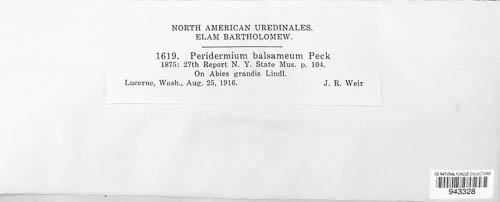 NORTH AMERICAN UREDINALES.
ELAM BARTHOLOMEW.
1619. Peridermium balsameum Peck
1875: 27th Report N. Y. State Mus. p. 104.
On Abies grandis Lindl.
Lucerne, Wash., Aug. 25, 1916. J. R. Weir
US NATIONAL FUNGUS COLLECTIONS
943328